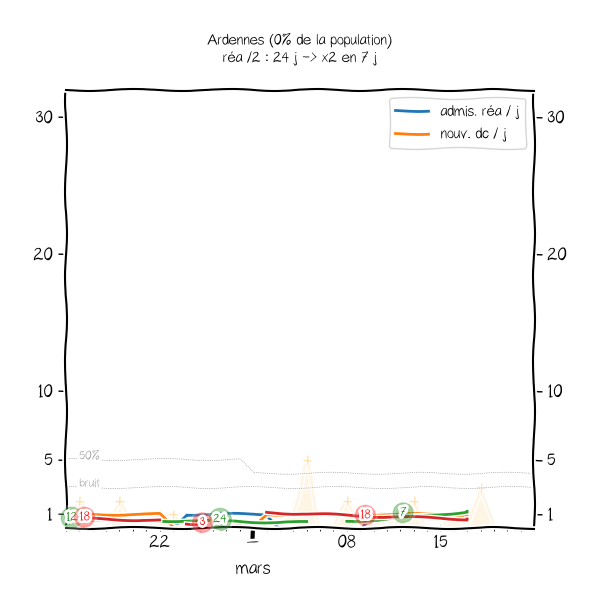 Ardennes (0% de la population)
réa /2 : 24 j -> x2 en 7 j
admis. réa / j
nouv. dc / j
30 30
20 20
10 10
5 50% 5
bruit
1 12 18 3 24 18 7 1
22 1 08 15
mars